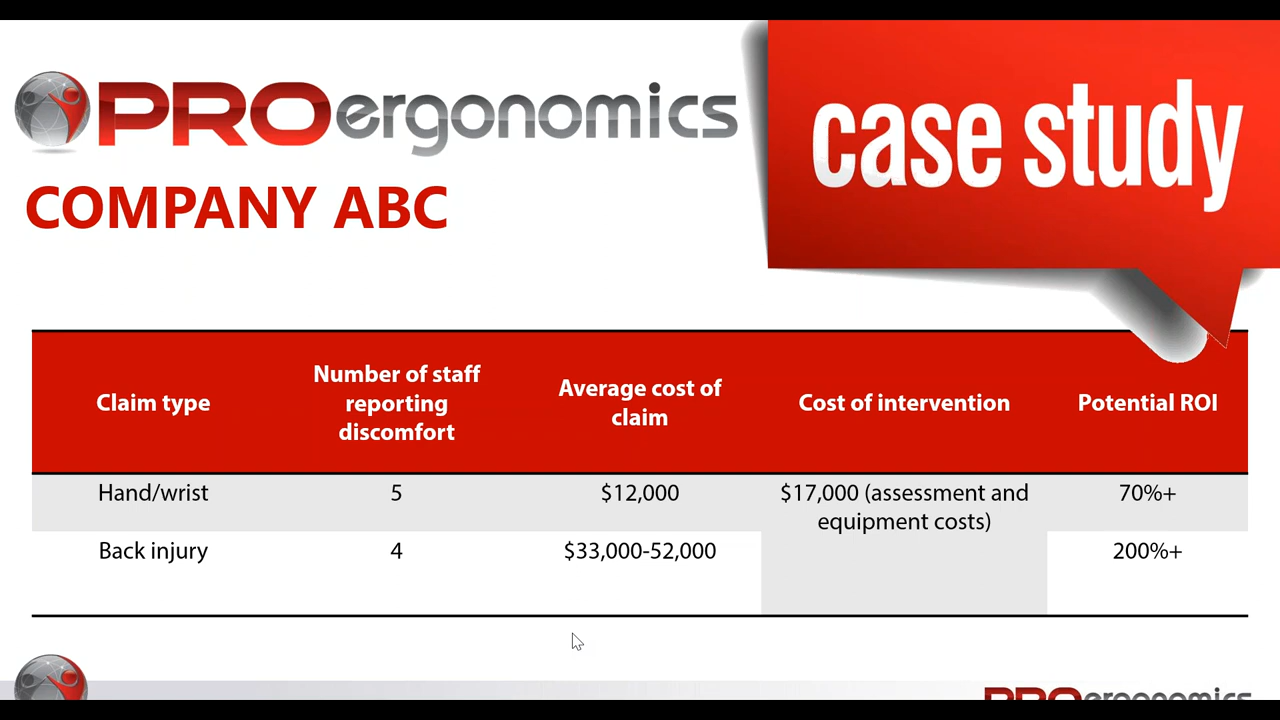 PROergonomics
case study
COMPANY ABC
Claim type
Number of staff
reporting
discomfort
Average cost of
claim
Cost of intervention
Potential ROI
Hand/wrist
5
$12,000
$17,000 (assessment and
equipment costs)
70%+
Back injury
4
$33,000-52,000
200%+
PROergonomics